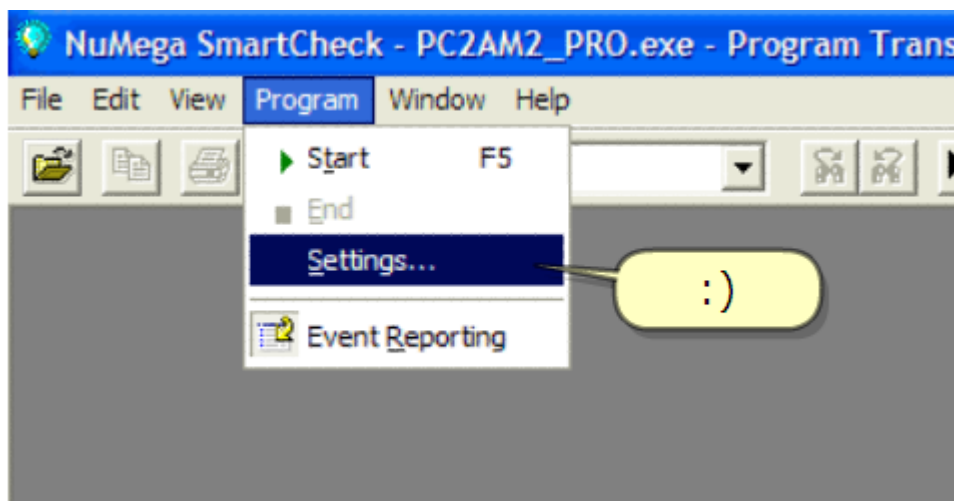 NuMega SmartCheck - PC2AM2_PRO.exe - Program Trans
File Edit View Program Window Help
Start F5
End
Settings...
:)
Event Reporting